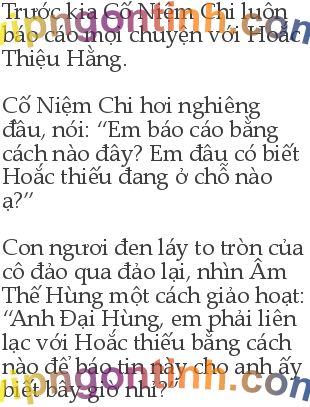 Trước kia Cố Niệm Chi luôn
báo cáo mọi chuyện với Hoắc
Thiệu Hằng.
Cố Niệm Chi hơi nghiêng
đầu, nói: “Em báo cáo bằng
cách nào đây? Em đâu có biết
Hoắc thiếu đang ở chỗ nào
ạ?”
Con ngươi đen láy to tròn của
cô đảo qua đảo lại, nhìn Âm
Thế Hùng một cách giảo hoạt:
“Anh Đại Hùng, em phải liên
lạc với Hoắc thiếu bằng cách
nào để báo tin này cho anh ấy
biết bây giờ nhỉ?”
vipngontinh.com
vipngontinh.com